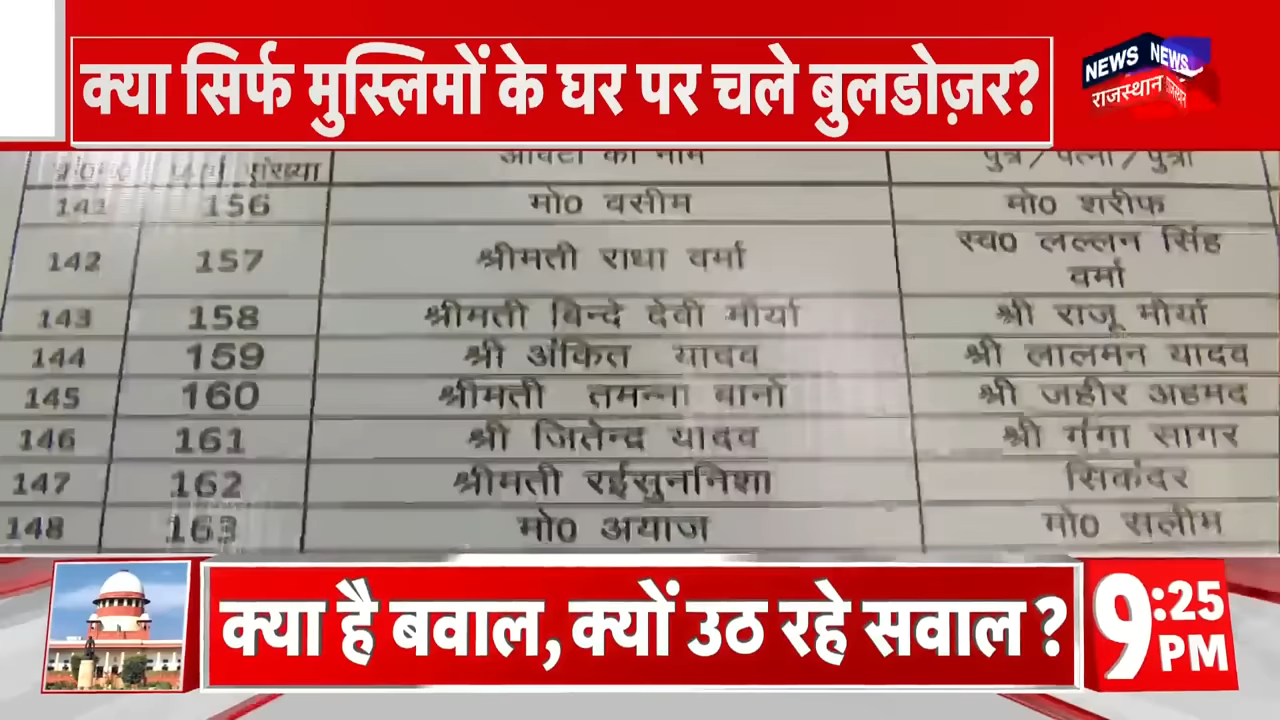 क्या सिर्फ मुस्लिमों के घर पर चले बुलडोज़र?
NEWS NEWS
राजस्थान
संख्या आवंटी का नाम पुत्र/पत्नी/पुत्री
141 156 मो0 वसीम मो0 शरीफ
142 157 श्रीमती राधा वर्मा स्व0 लल्लन सिंह
वर्मा
143 158 श्रीमती विन्दे देवी मौर्या श्री राजू मौर्या
144 159 श्री अंकित यादव श्री लालमन यादव
145 160 श्रीमती तमन्ना बानो श्री जहीर अहमद
146 161 श्री जितेन्द्र यादव श्री गंगा सागर
147 162 श्रीमती रईसुननिशा सिकंदर
148 163 मो0 अयाज मो0 सलीम
क्या है बवाल, क्यों उठ रहे सवाल ?
9:25
PM